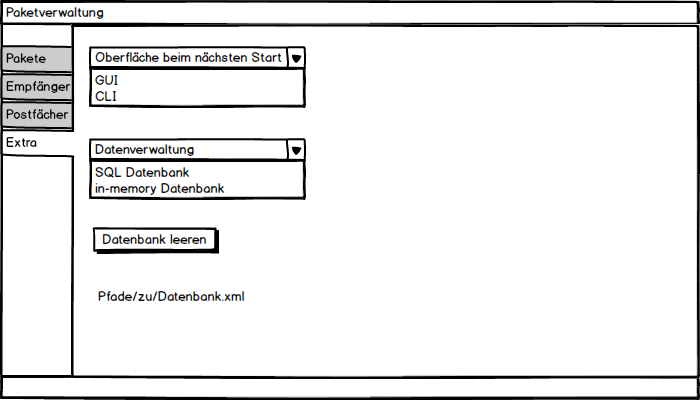 Paketverwaltung
Pakete
Empfänger
Postfächer
Extra
Oberfläche beim nächsten Start
GUI
CLI
Datenverwaltung
SQL Datenbank
in-memory Datenbank
Datenbank leeren
Pfade/zu/Datenbank.xml